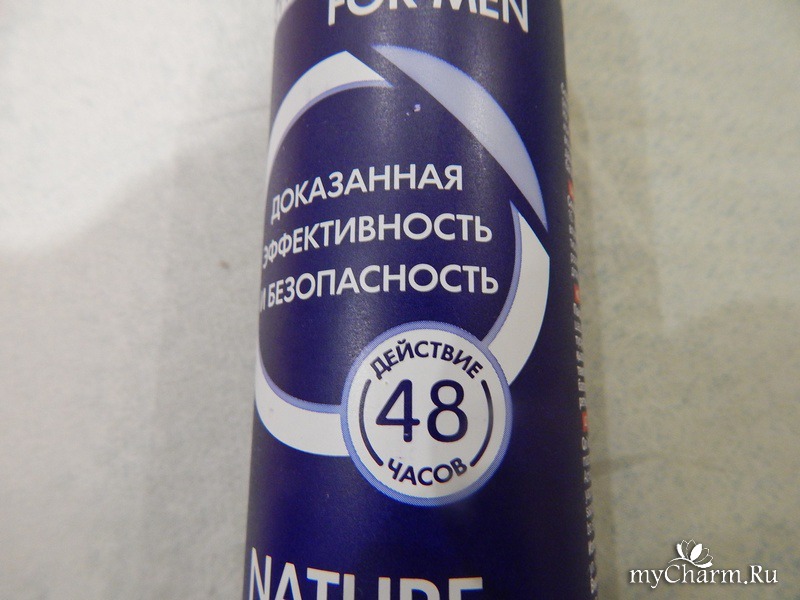 FOR MEN
ДОКАЗАННАЯ
ЭФФЕКТИВНОСТЬ
И БЕЗОПАСНОСТЬ
ДЕЙСТВИЕ
48
ЧАСОВ
NATURE
myCharm.Ru